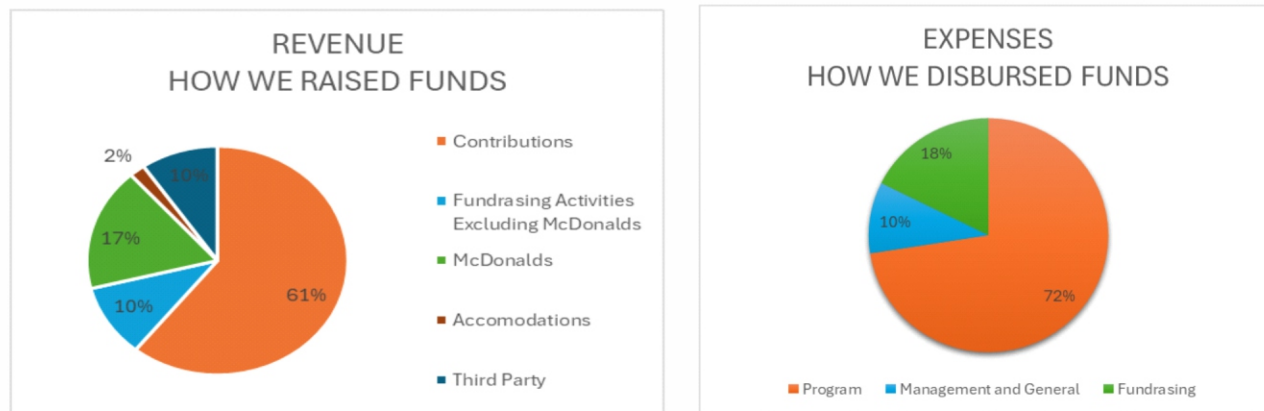 REVENUE
HOW WE RAISED FUNDS
2%
10%
17%
10%
61%
Contributions
Fundrasing Activities
Excluding McDonalds
McDonalds
Accomodations
Third Party
EXPENSES
HOW WE DISBURSED FUNDS
18%
10%
72%
Program
Management and General
Fundrasing